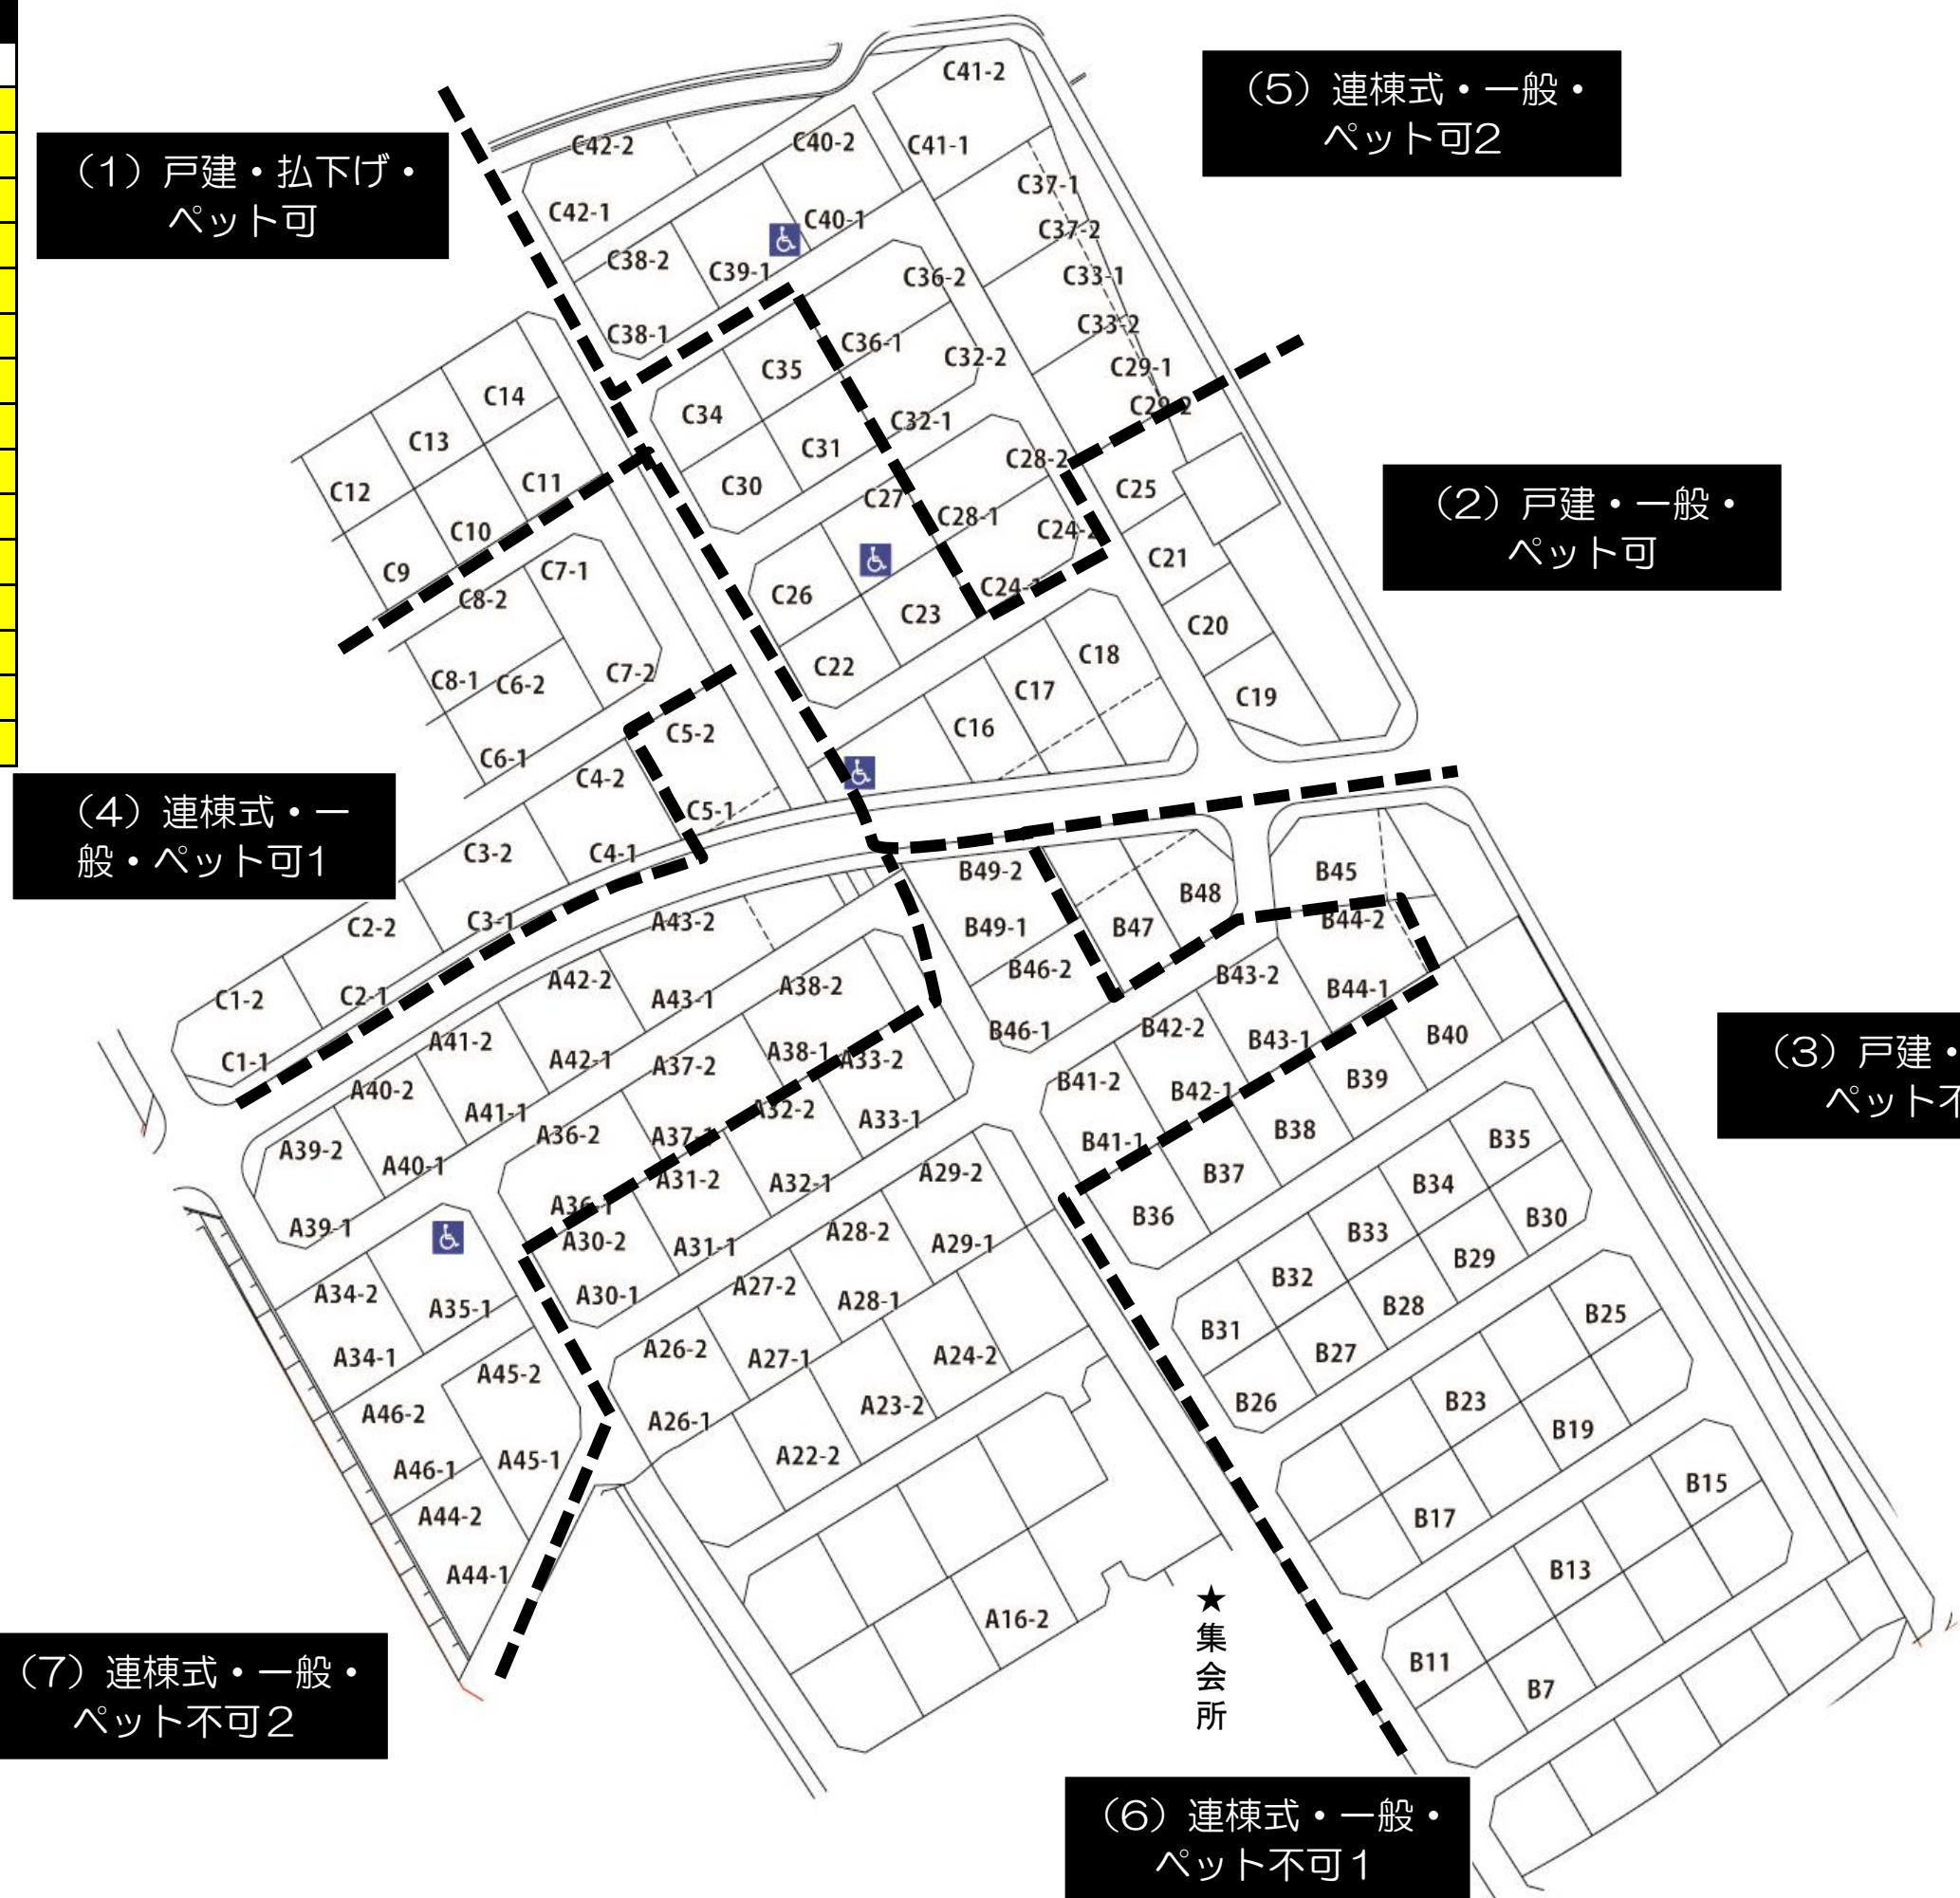 (1) 戸建・払下げ・
ペット可
(5) 連棟式・一般・
ペット可2
C41-2
C42-2
C40-2
C41-1
C37-1
C42-1
C40-1
C37-2
C38-2
C39-1
C36-2
C33-1
C38-1
C36-1
C33-2
C35
C32-2
C29-1
C14
C34
C32-1
C29-2
C13
C31
C28-2
C12
C11
C30
C27
C25
C10
C28-1
C24-2
(2) 戸建・一般・
ペット可
C9
C7-1
C8-2
C26
C24-1
C21
C23
C20
C8-1
C6-2
C7-2
C22
C18
C17
C19
C5-2
C16
C6-1
C4-2
C5-1
(4) 連棟式・一
般・ペット可1
C3-2
C4-1
B49-2
B48
B45
C2-2
C3-1
A43-2
B49-1
B47
B44-2
C1-2
C2-1
A42-2
A43-1
A38-2
B46-2
B43-2
B44-1
C1-1
A41-2
A42-1
A37-2
A38-1
A33-2
B46-1
B42-2
B43-1
B40
(3) 戸建・
ペット不
A40-2
A41-1
A32-2
A33-1
B41-2
B42-1
B39
A39-2
A40-1
A36-2
A37-1
B41-1
B38
B35
A31-2
A32-1
A29-2
B37
B34
A39-1
A36-1
A30-2
A31-1
A28-2
A29-1
B36
B33
B30
A34-2
A35-1
A30-1
A27-2
A28-1
B32
B29
A34-1
A26-2
A27-1
A24-2
B31
B28
B25
A45-2
B27
A46-2
A26-1
A23-2
B26
B23
B19
A46-1
A45-1
A22-2
B15
A44-2
B17
A44-1
A16-2
B13
★
集
会
所
B11
B7
(7) 連棟式・一般・
ペット不可2
(6) 連棟式・一般・
ペット不可1